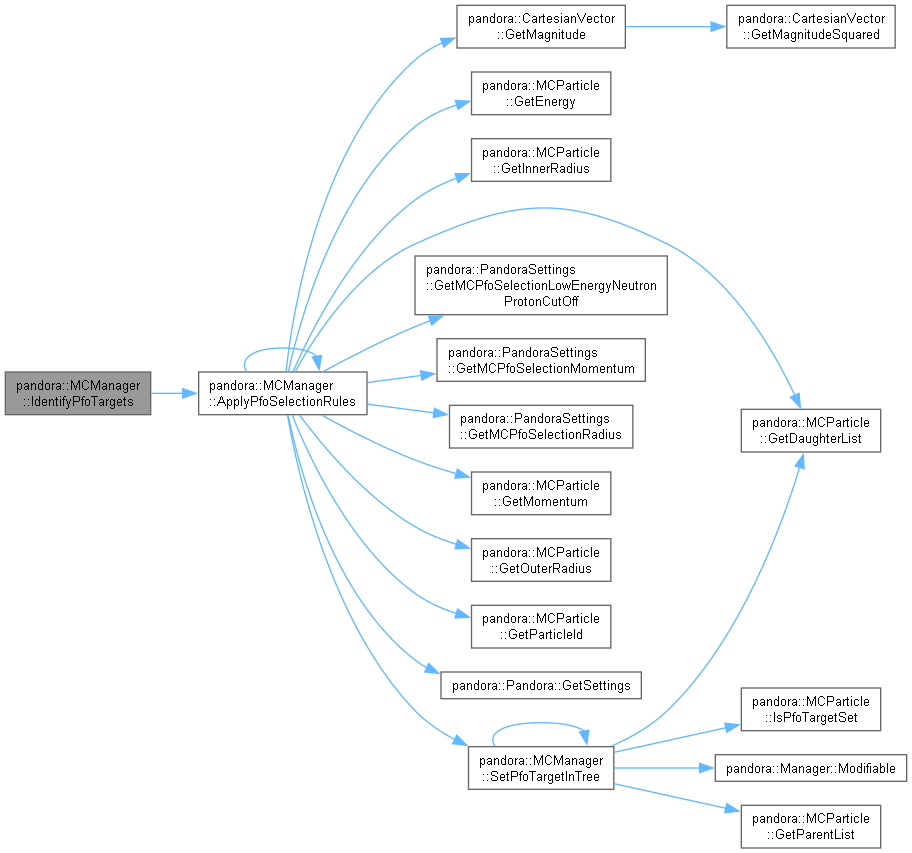 pandora::MCManager
::IdentifyPfoTargets
pandora::MCManager
::ApplyPfoSelectionRules
pandora::CartesianVector
::GetMagnitude
pandora::CartesianVector
::GetMagnitudeSquared
pandora::MCParticle
::GetEnergy
pandora::MCParticle
::GetInnerRadius
pandora::PandoraSettings
::GetMCPfoSelectionLowEnergyNeutron
ProtonCutOff
pandora::PandoraSettings
::GetMCPfoSelectionMomentum
pandora::PandoraSettings
::GetMCPfoSelectionRadius
pandora::MCParticle
::GetDaughterList
pandora::MCParticle
::GetMomentum
pandora::MCParticle
::GetOuterRadius
pandora::MCParticle
::GetParticleId
pandora::Pandora::GetSettings
pandora::MCManager
::SetPfoTargetInTree
pandora::MCParticle
::IsPfoTargetSet
pandora::Manager::Modifiable
pandora::MCParticle
::GetParentList